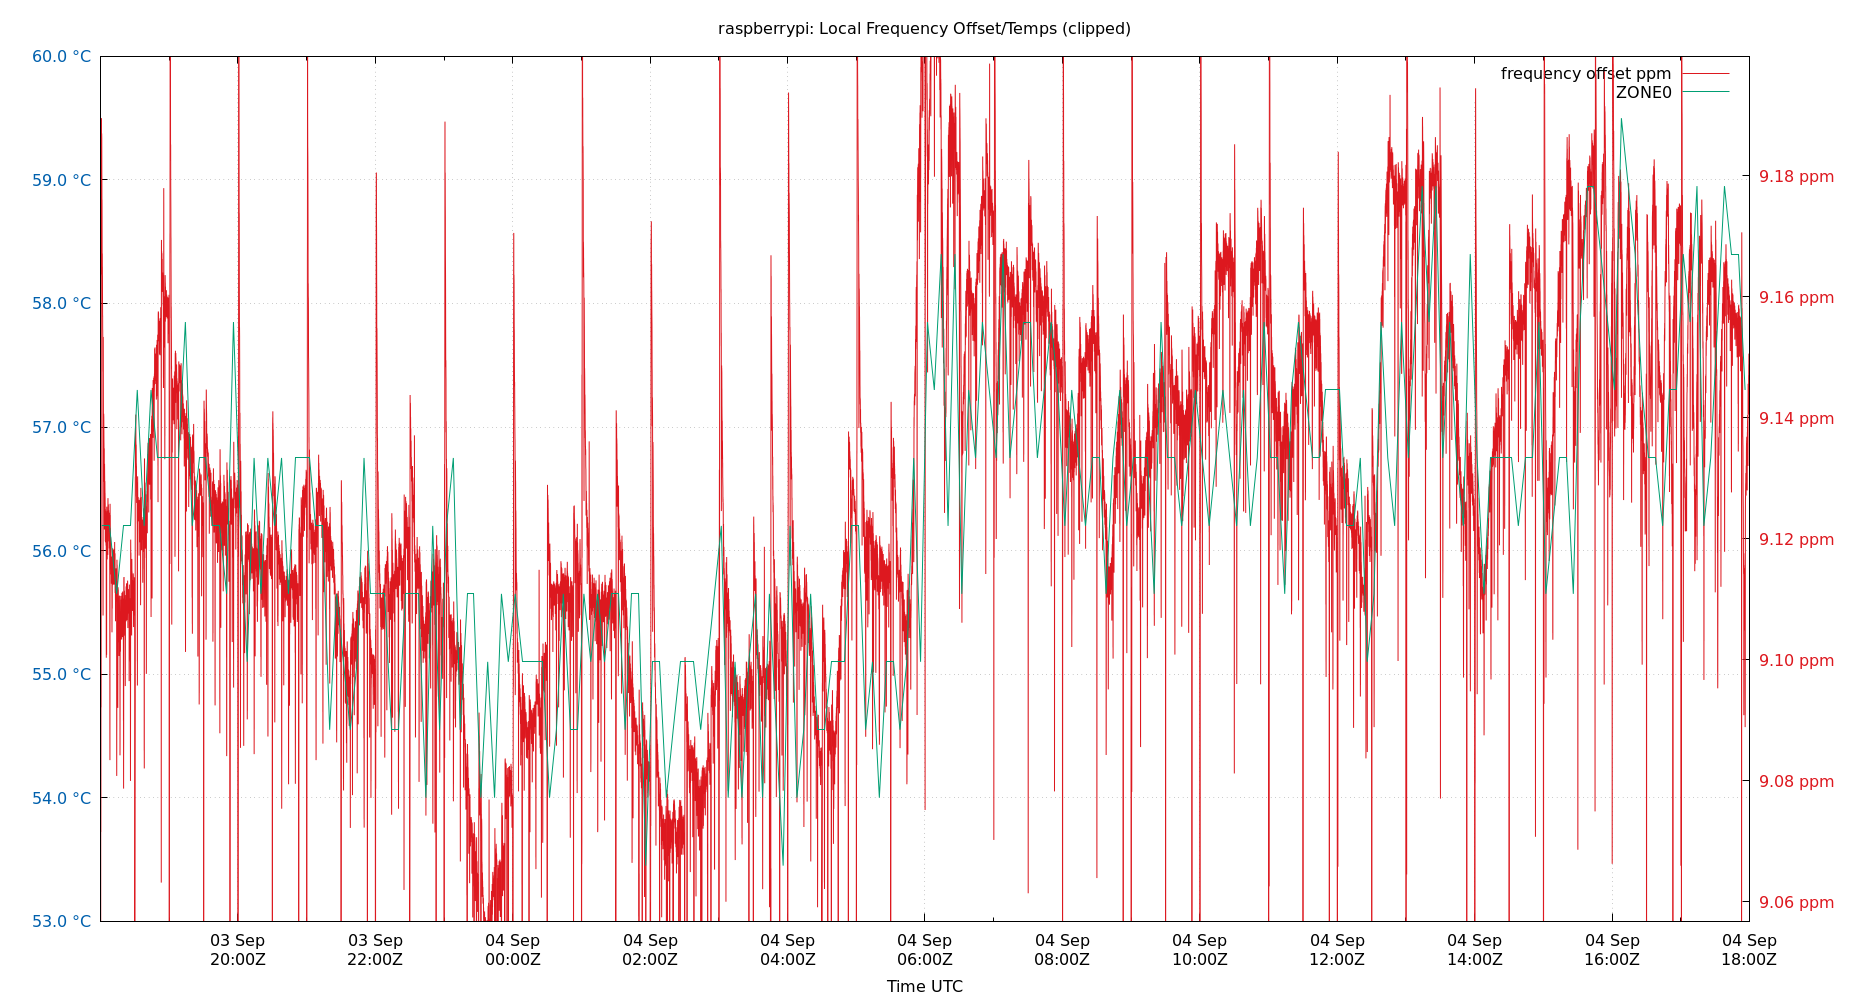 raspberrypi: Local Frequency Offset/Temps (clipped)
60.0 °C
59.0 °C
58.0 °C
57.0 °C
56.0 °C
55.0 °C
54.0 °C
53.0 °C
frequency offset ppm
ZONE0
9.18 ppm
9.16 ppm
9.14 ppm
9.12 ppm
9.10 ppm
9.08 ppm
9.06 ppm
03 Sep
20:00Z
03 Sep
22:00Z
04 Sep
00:00Z
04 Sep
02:00Z
04 Sep
04:00Z
04 Sep
06:00Z
04 Sep
08:00Z
04 Sep
10:00Z
04 Sep
12:00Z
04 Sep
14:00Z
04 Sep
16:00Z
04 Sep
18:00Z
Time UTC